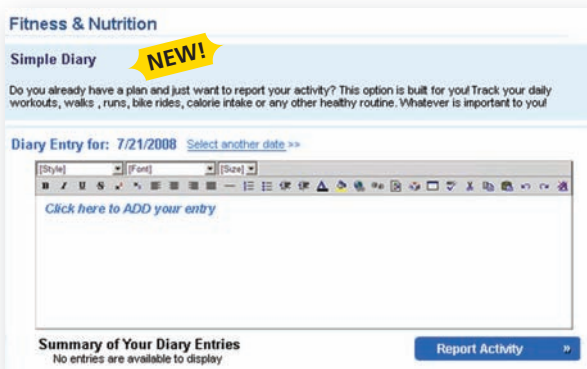 Fitness & Nutrition
Simple Diary NEW!
Do you already have a plan and just want to report your activity? This option is built for you! Track your daily
workouts, walks , runs, bike rides, calorie intake or any other healthy routine. Whatever is important to you!
Diary Entry for: 7/21/2008 Select another date >>
[Style] [Font] [Size]
B I U S
Click here to ADD your entry
Summary of Your Diary Entries
No entries are available to display
Report Activity »